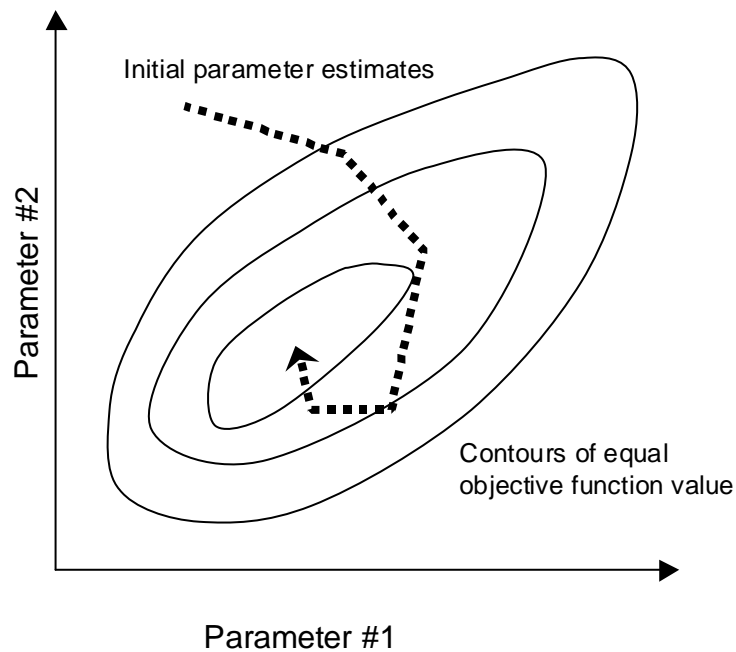 Initial parameter estimates
Parameter #2
Contours of equal
objective function value
Parameter #1